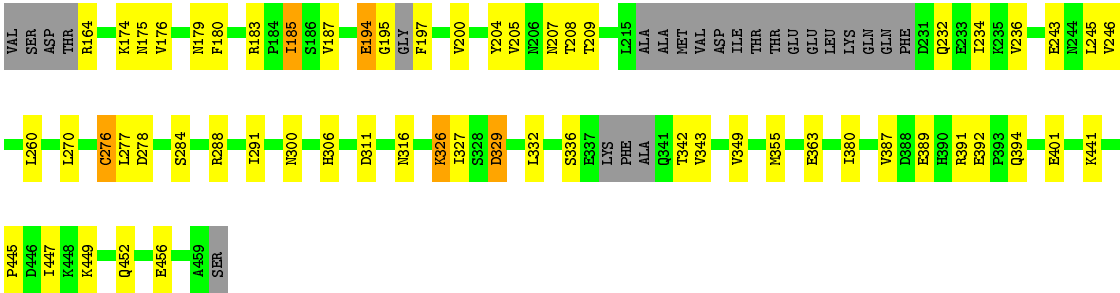 VAL SER ASP THR R164 K174 N175 V176 N179 F180 R183 P184 I185 S186 V187 E194 G195 GLY F197 V200 Y204 V205 N206 N207 T208 T209 L215 ALA ALA MET VAL ASP ILE THR THR GLU GLU LEU LYS GLN GLN PHE D231 Q232 E233 I234 K235 V236 E243 N244 L245 V246
L260 L270 C276 L277 D278 S284 R288 I291 N300 H306 D311 N316 K326 I327 S328 D329 L332 S336 E337 LYS PHE ALA Q341 T342 V343 V349 M355 E363 I380 V387 D388 E389 H390 R391 E392 P393 Q394 E401 K441
P445 D446 I447 K448 K449 Q452 E456 A459 SER